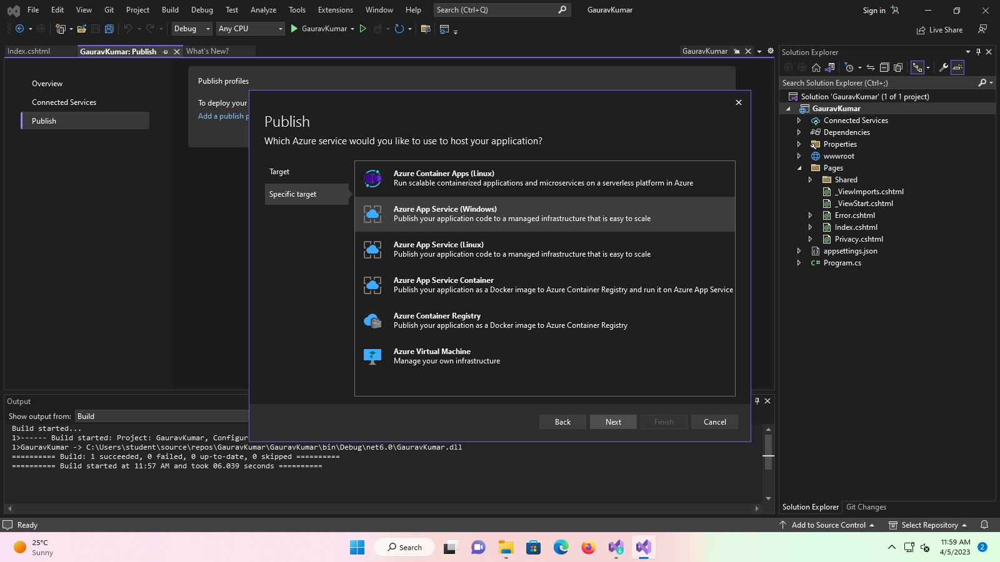 File Edit View Git Project Build Debug Test Analyze Tools Extensions Window Help Search (Ctrl+Q) GauravKumar Sign in
Debug Any CPU GauravKumar Live Share
Index.cshtml GauravKumar: Publish What's New? GauravKumar
Overview
Connected Services
Publish
Publish profiles
To deploy your
Add a publish p
Publish
Which Azure service would you like to use to host your application?
Target
Specific target
Azure Container Apps (Linux)
Run scalable containerized applications and microservices on a serverless platform in Azure
Azure App Service (Windows)
Publish your application code to a managed infrastructure that is easy to scale
Azure App Service (Linux)
Publish your application code to a managed infrastructure that is easy to scale
Azure App Service Container
Publish your application as a Docker image to Azure Container Registry and run it on Azure App Service
Azure Container Registry
Publish your application as a Docker image to Azure Container Registry
Azure Virtual Machine
Manage your own infrastructure
Back Next Finish Cancel
Solution Explorer
Search Solution Explorer (Ctrl+;)
Solution 'GauravKumar' (1 of 1 project)
GauravKumar
Connected Services
Dependencies
Properties
wwwroot
Pages
Shared
_ViewImports.cshtml
_ViewStart.cshtml
Error.cshtml
Index.cshtml
Privacy.cshtml
appsettings.json
C# Program.cs
Solution Explorer Git Changes
Output
Show output from: Build
Build started...
1>------ Build started: Project: GauravKumar, Configur
1>GauravKumar -> C:\Users\student\source\repos\GauravKumar\GauravKumar\bin\Debug\net6.0\GauravKumar.dll
========== Build: 1 succeeded, 0 failed, 0 up-to-date, 0 skipped ==========
========== Build started at 11:57 AM and took 06.039 seconds ==========
Ready Add to Source Control Select Repository
25°C
Sunny
Search
11:59 AM
4/5/2023
2